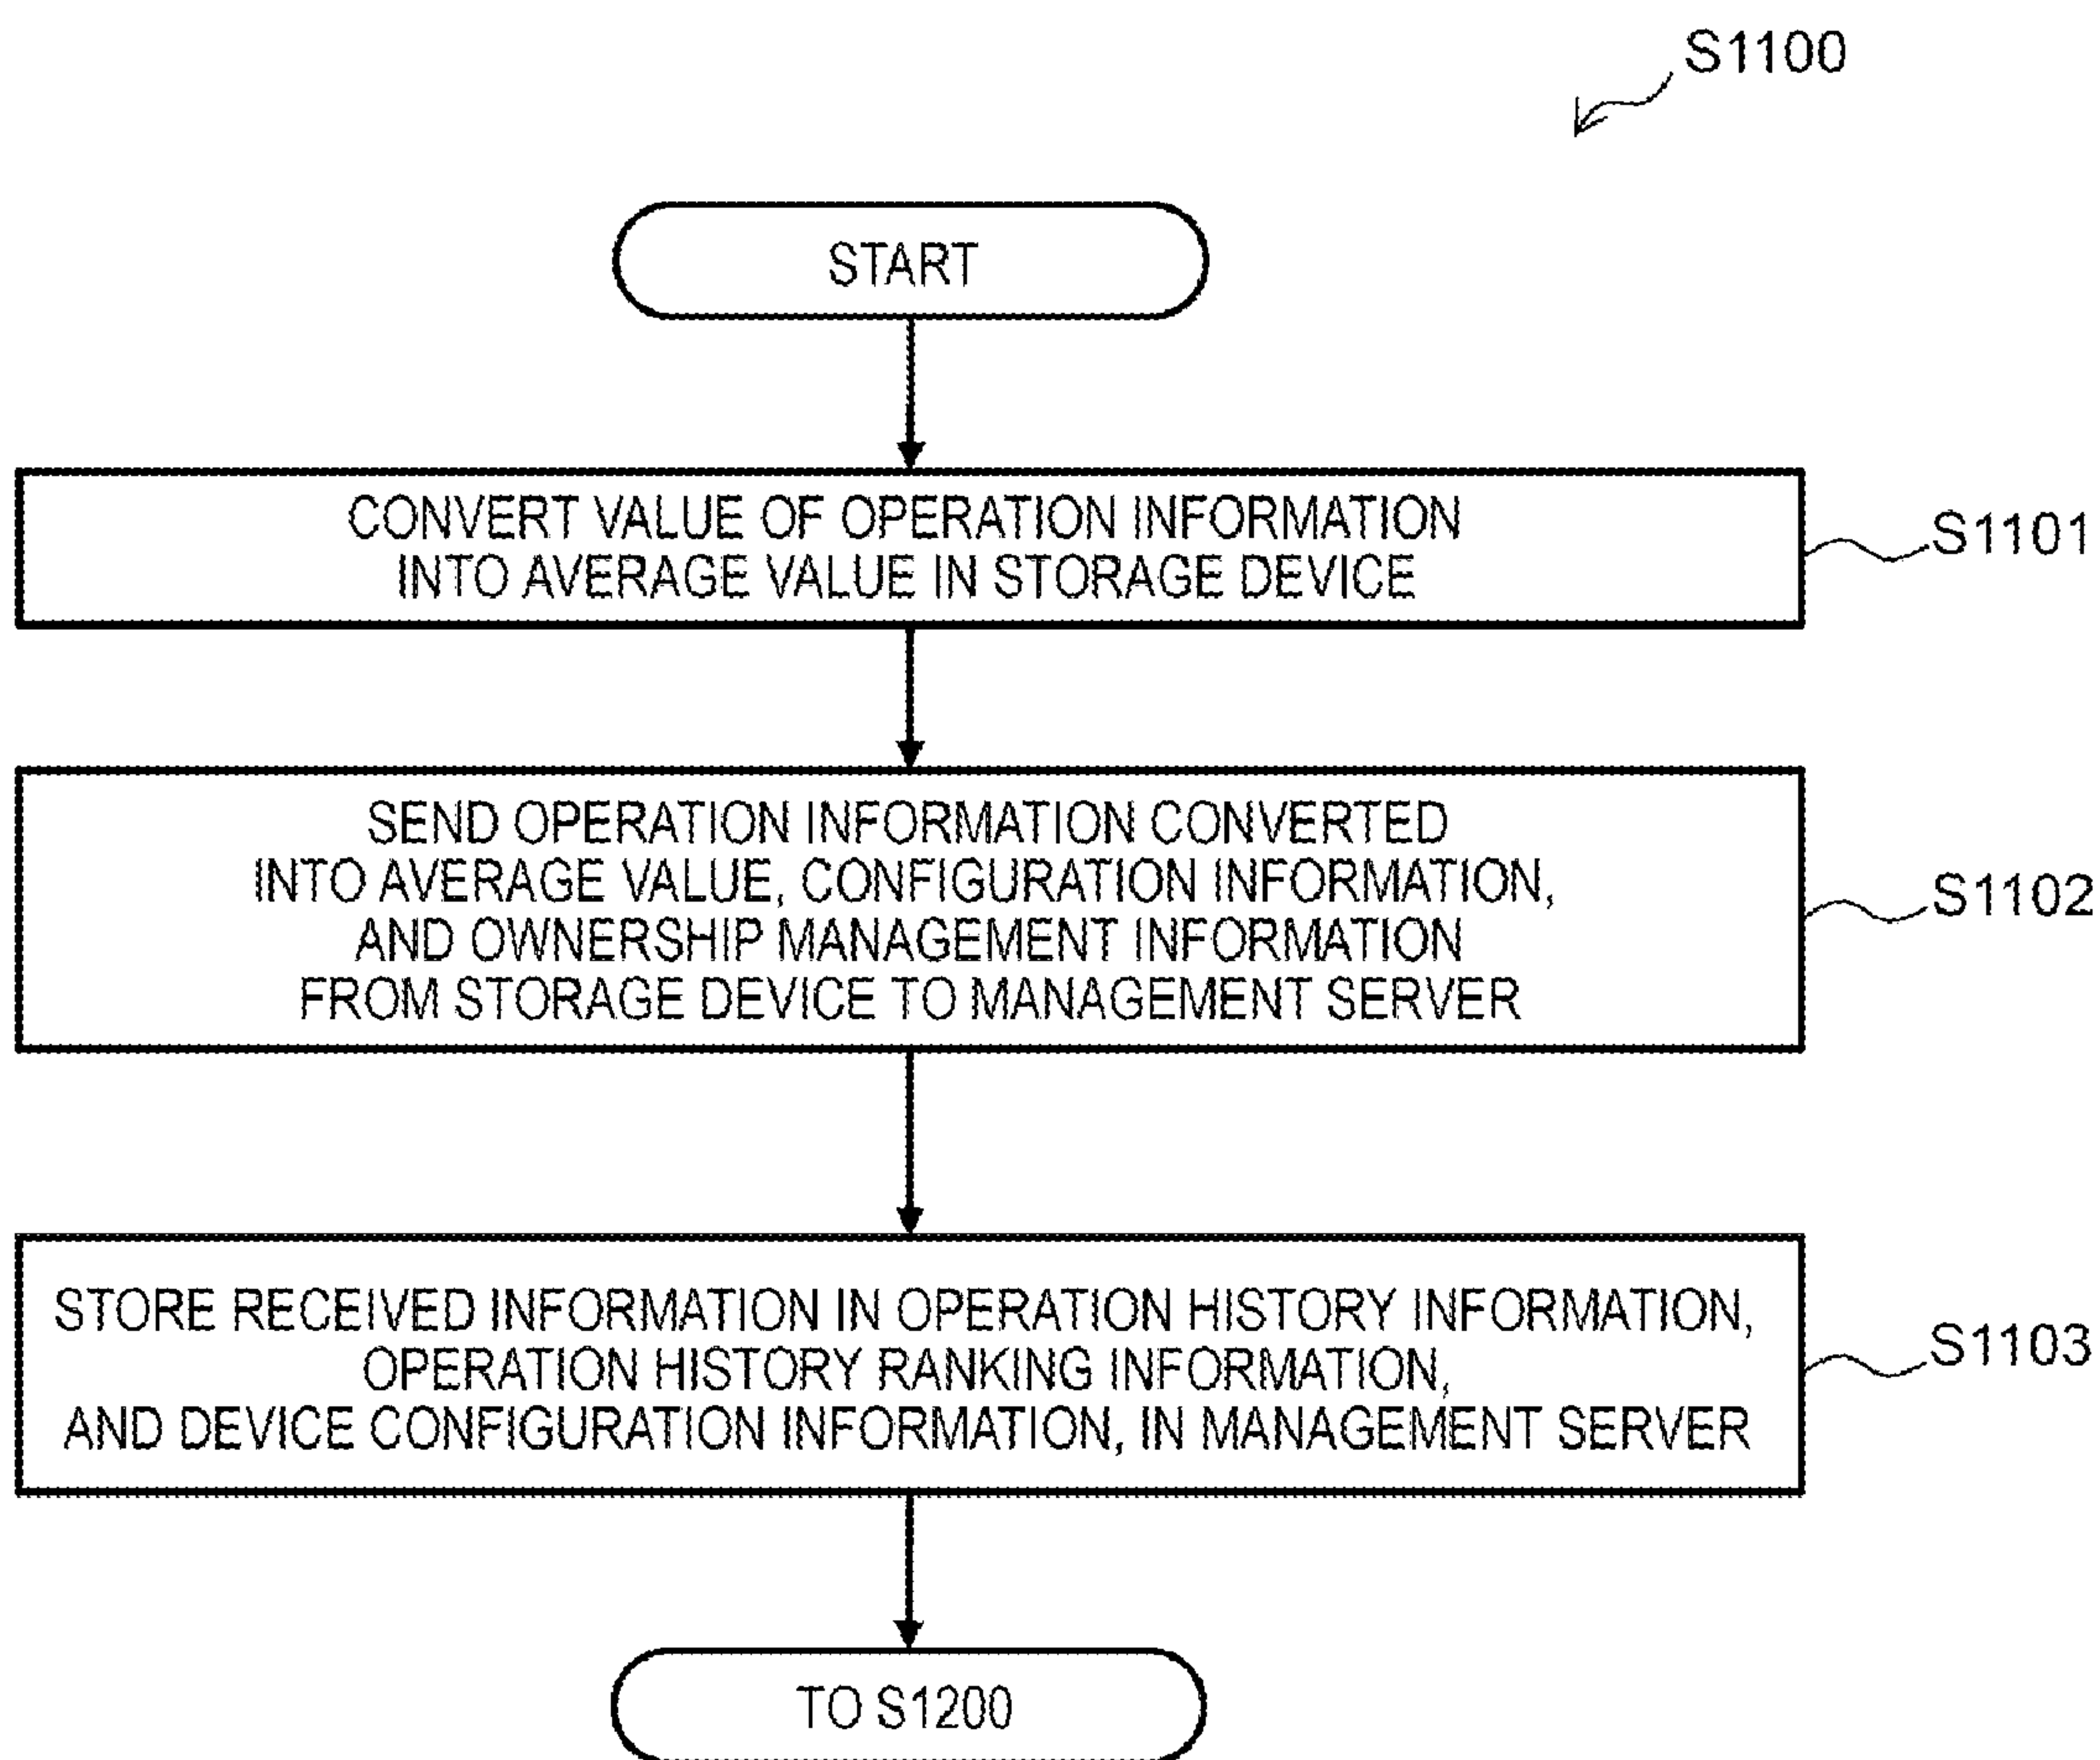 S1100
START
CONVERT VALUE OF OPERATION INFORMATION
INTO AVERAGE VALUE IN STORAGE DEVICE
S1101
SEND OPERATION INFORMATION CONVERTED
INTO AVERAGE VALUE, CONFIGURATION INFORMATION,
AND OWNERSHIP MANAGEMENT INFORMATION
FROM STORAGE DEVICE TO MANAGEMENT SERVER
S1102
STORE RECEIVED INFORMATION IN OPERATION HISTORY INFORMATION,
OPERATION HISTORY RANKING INFORMATION,
AND DEVICE CONFIGURATION INFORMATION, IN MANAGEMENT SERVER
S1103
TO S1200